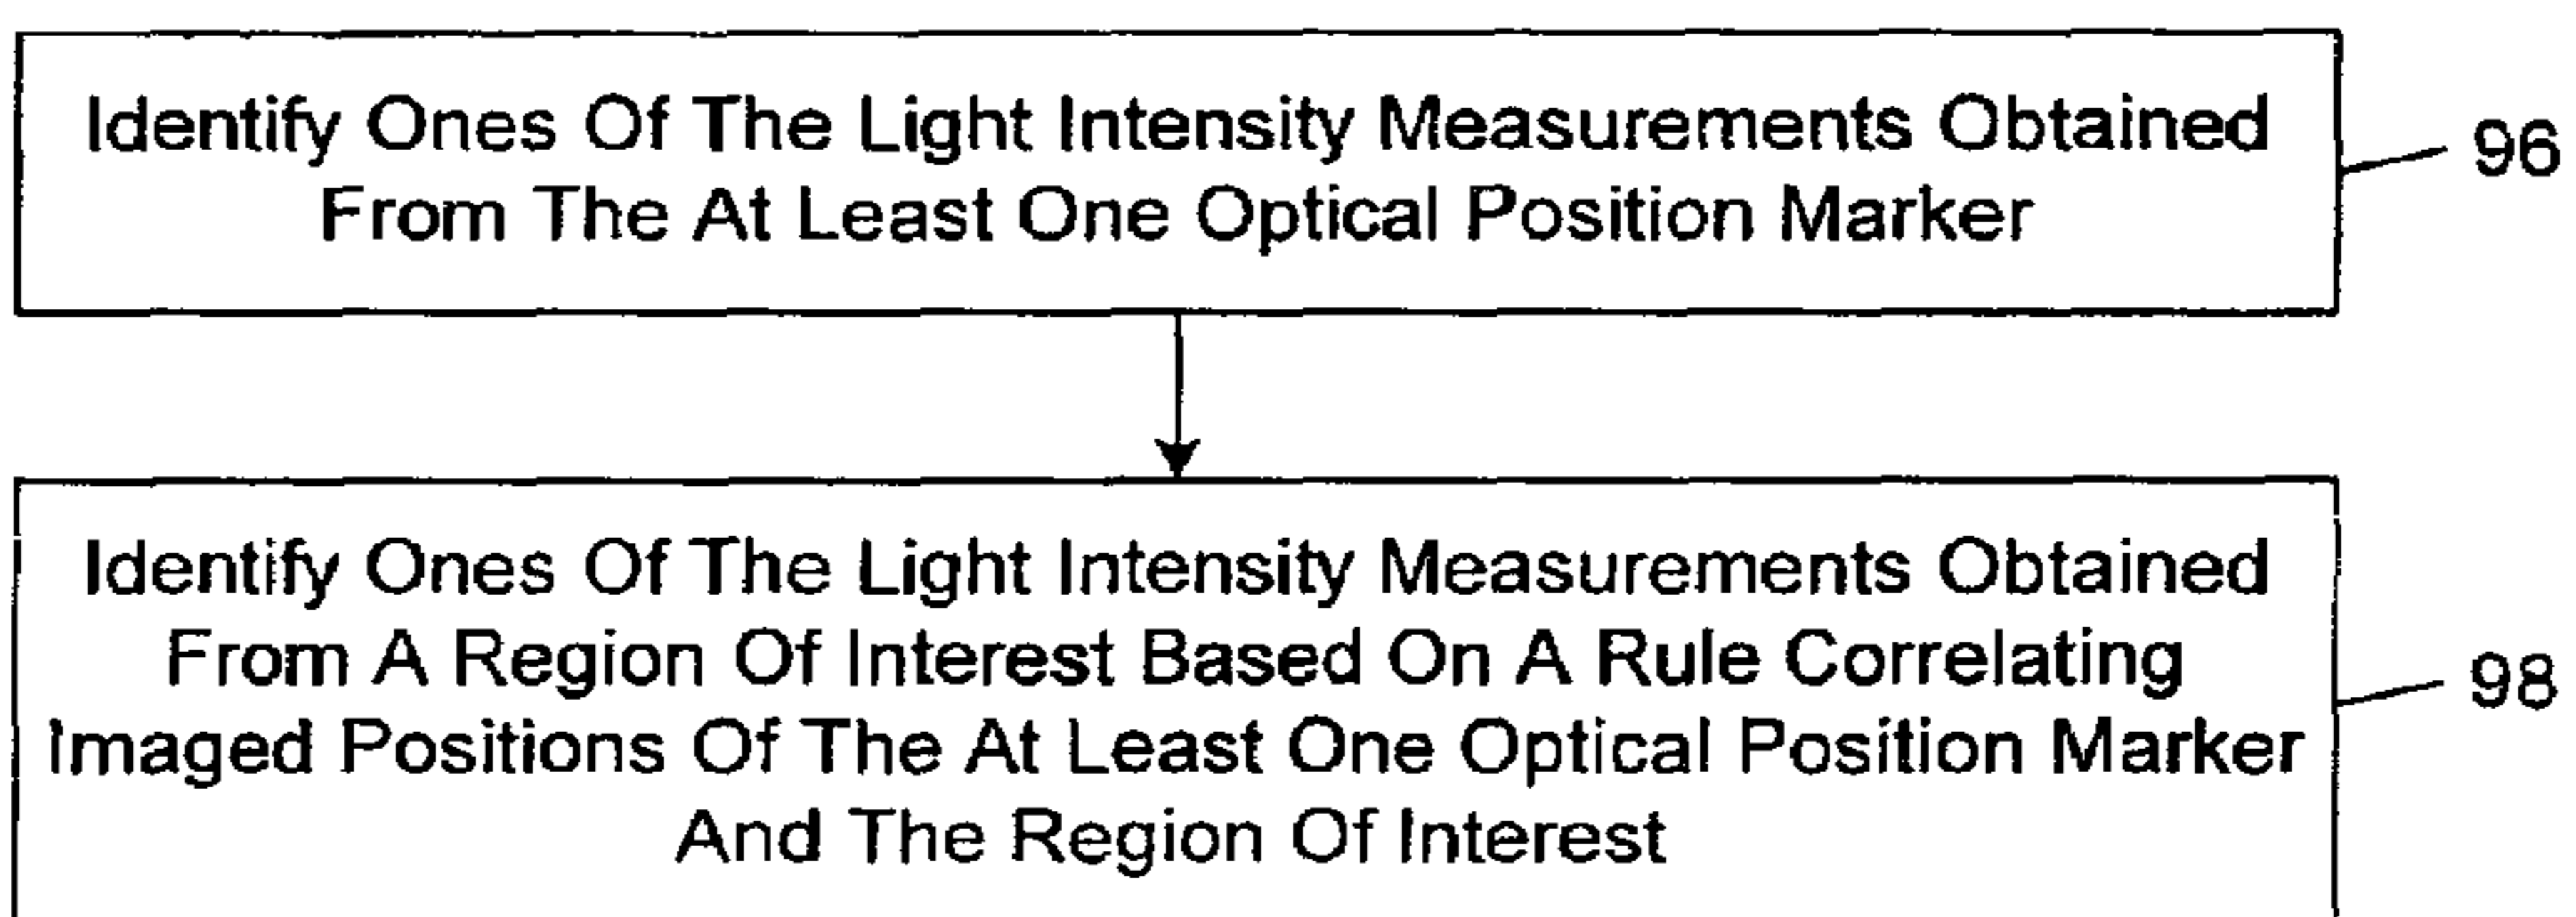 Identify Ones Of The Light Intensity Measurements Obtained
From The At Least One Optical Position Marker
96
Identify Ones Of The Light Intensity Measurements Obtained
From A Region Of Interest Based On A Rule Correlating
Imaged Positions Of The At Least One Optical Position Marker
And The Region Of Interest
98